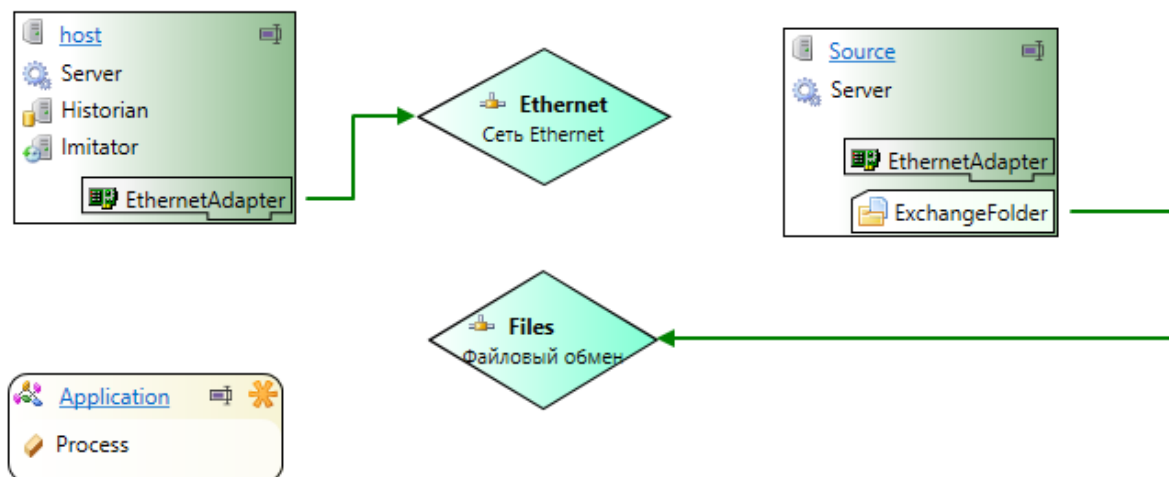 host
Server
Historian
Imitator
EthernetAdapter
Ethernet
Сеть Ethernet
Source
Server
EthernetAdapter
ExchangeFolder
Files
Файловый обмен
Application
Process